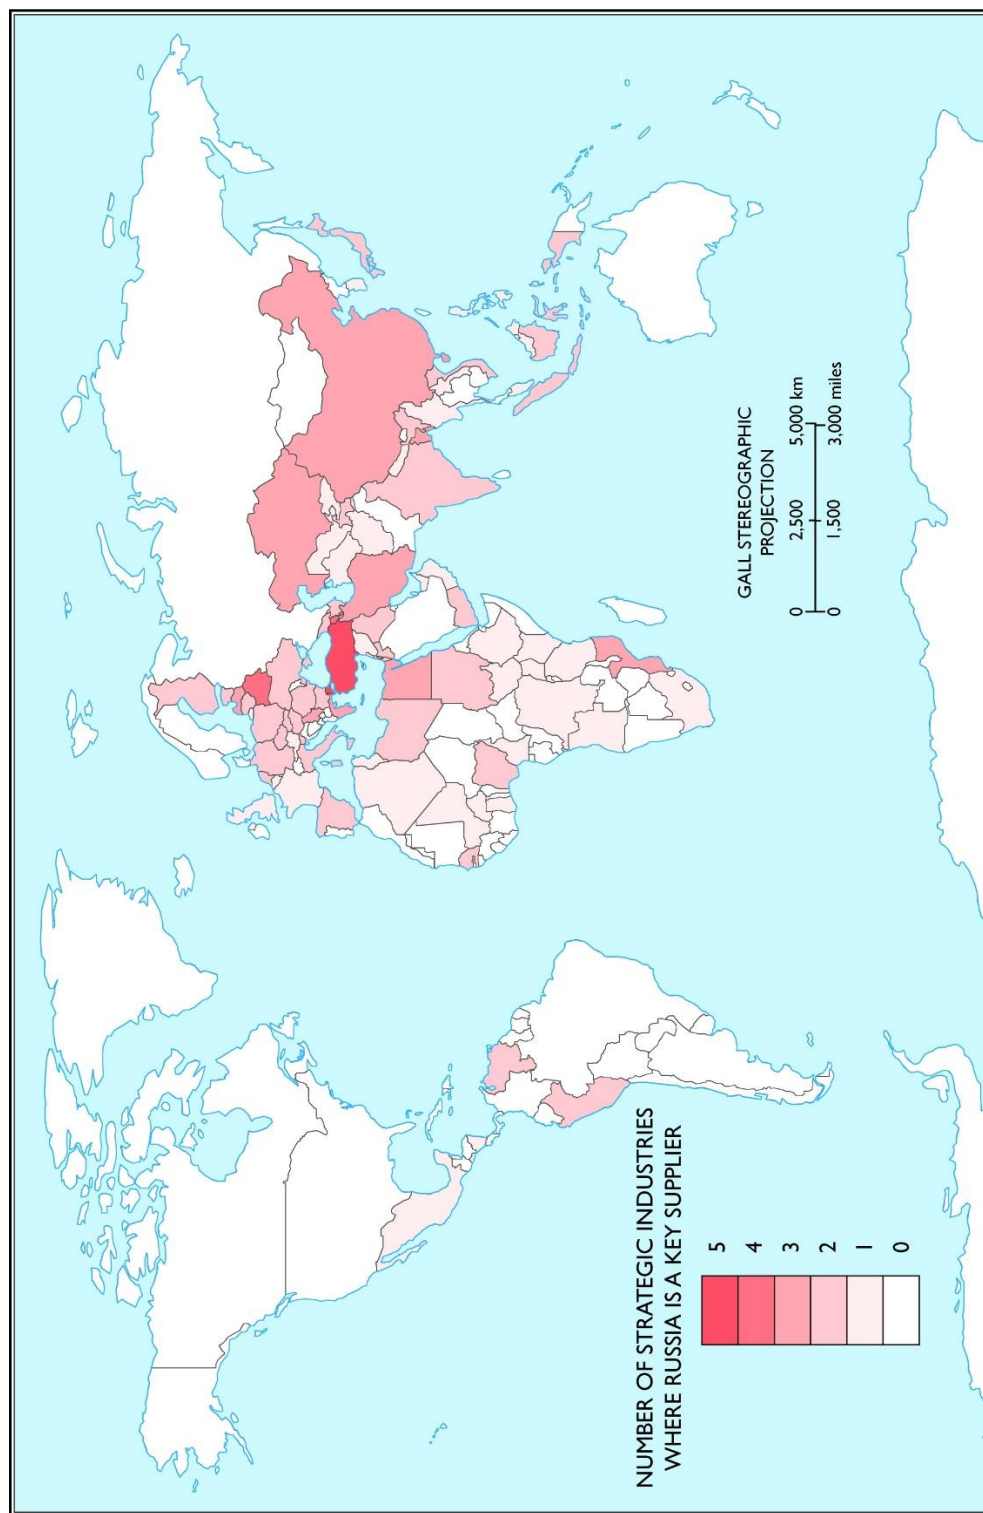 NUMBER OF STRATEGIC INDUSTRIES
WHERE RUSSIA IS A KEY SUPPLIER
5
4
3
2
1
0
GALL STEREOGRAPHIC
PROJECTION
0 2,500 5,000 km
0 1,500 3,000 miles